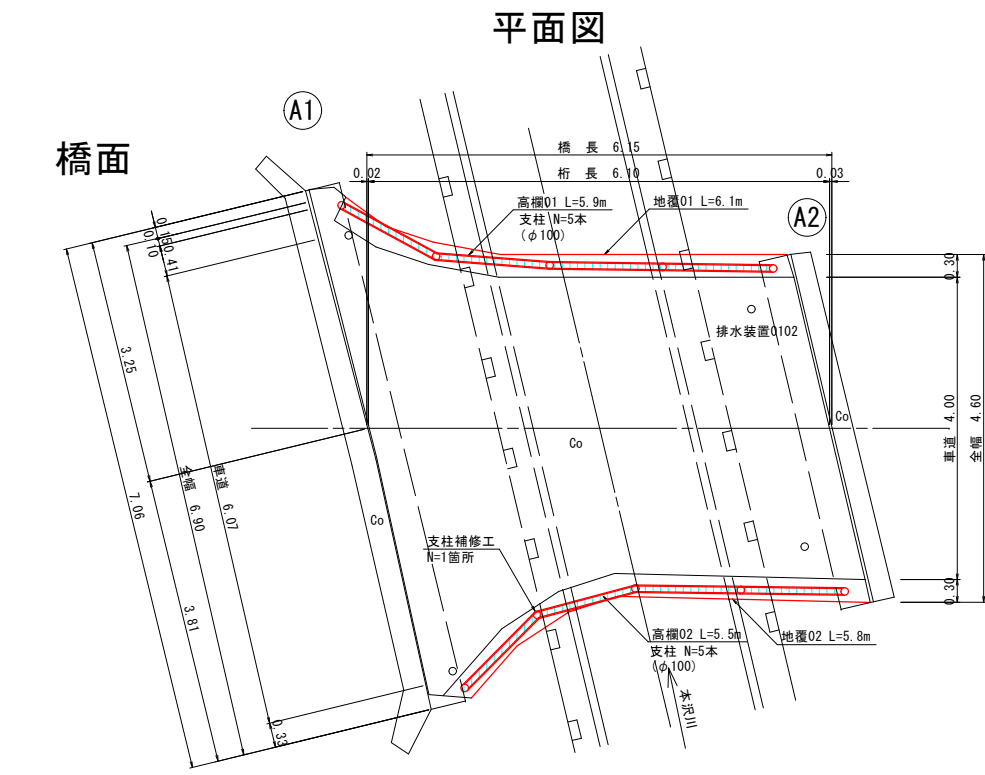 平面図
橋面
A1
橋 長 6.15
0.02
桁 長 6.10
0.03
高欄01 L=5.9m
支柱 N=5本
(φ100)
地覆01 L=6.1m
A2
0.15
0.10
0.41
0.30
排水装置0102
3.25
車道 4.00
全幅 4.60
Co
Co
Co
全幅 6.90
車道 6.07
7.06
支柱補修工
N=1箇所
3.81
0.30
高欄02 L=5.5m
支柱 N=5本
(φ100)
地覆02 L=5.8m
本沢川
0.33